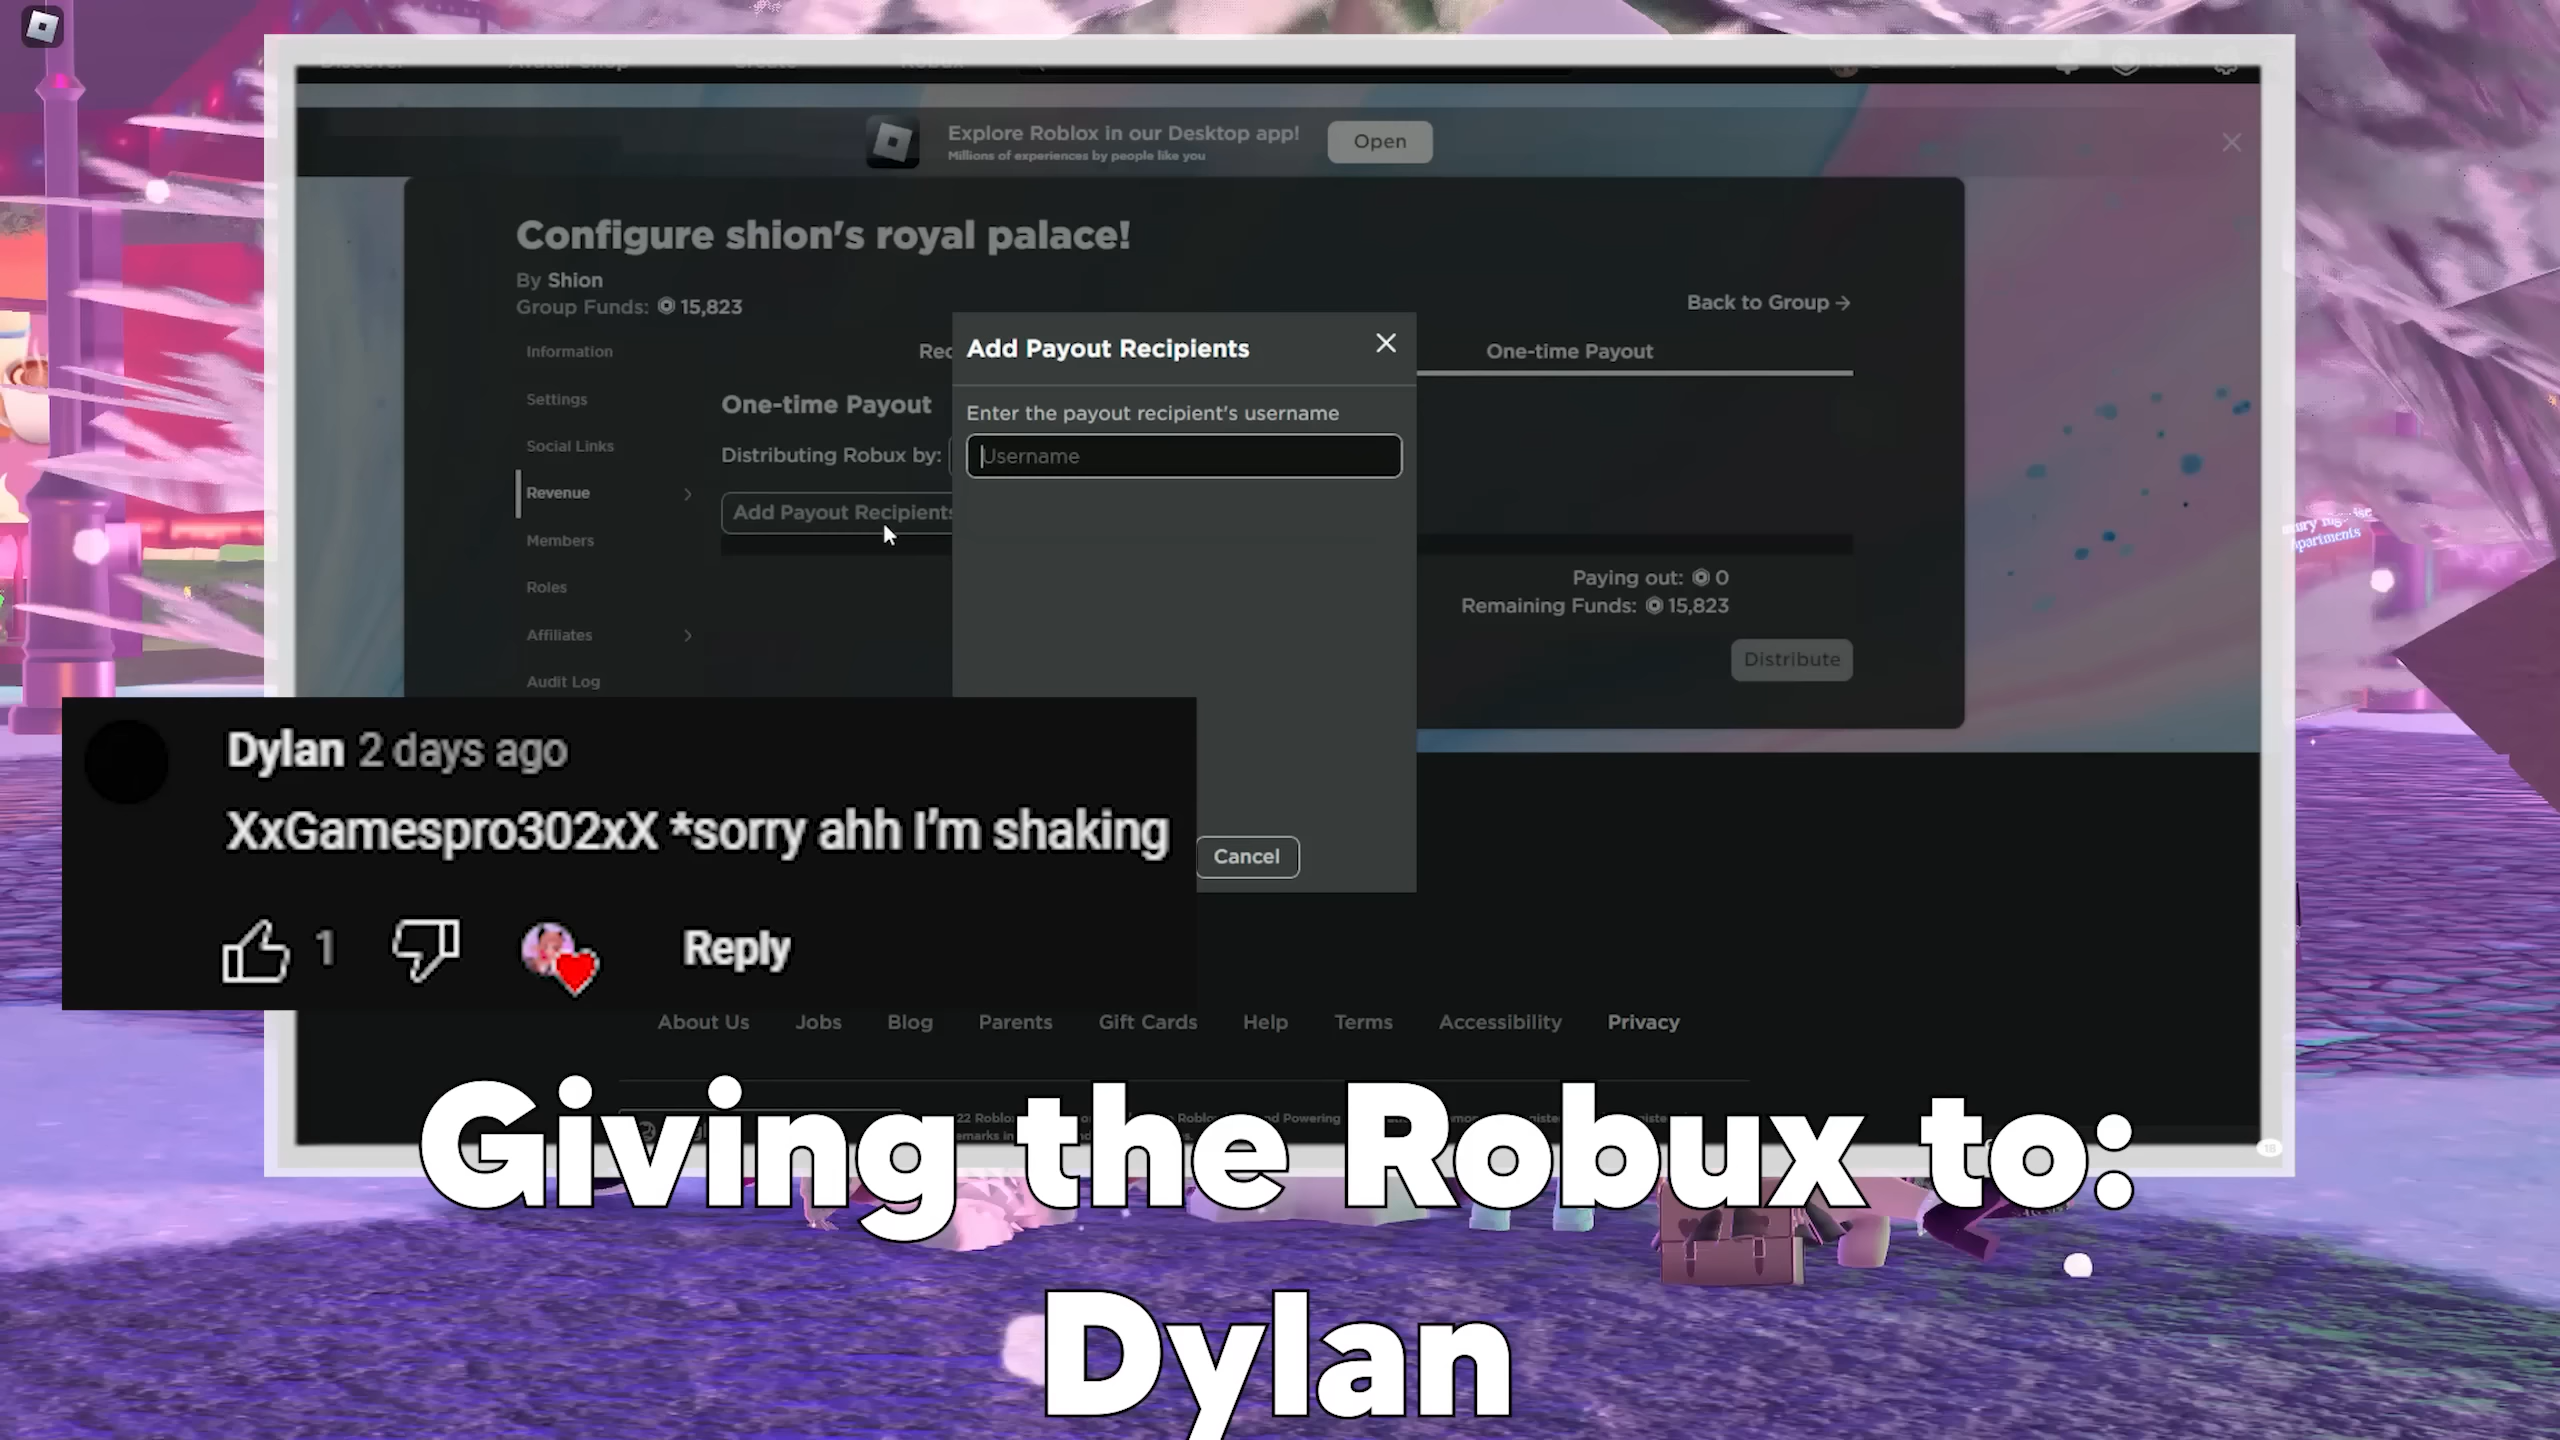 Explore Roblox in our Desktop app!
Millions of experiences by people like you
Open
Configure shion's royal palace!
By Shion
Group Funds: 15,823
Back to Group →
Information
Settings
Social Links
Revenue
Members
Roles
Affiliates
Audit Log
One-time Payout
One-time Payout
Distributing Robux by:
Add Payout Recipients
Add Payout Recipients
Enter the payout recipient's username
Username
Cancel
Paying out: 0
Remaining Funds: 15,823
Distribute
Dylan 2 days ago
XxGamespro302xX *sorry ahh I'm shaking
1
Reply
About Us Jobs Blog Parents Gift Cards Help Terms Accessibility Privacy
Giving the Robux to:
Dylan